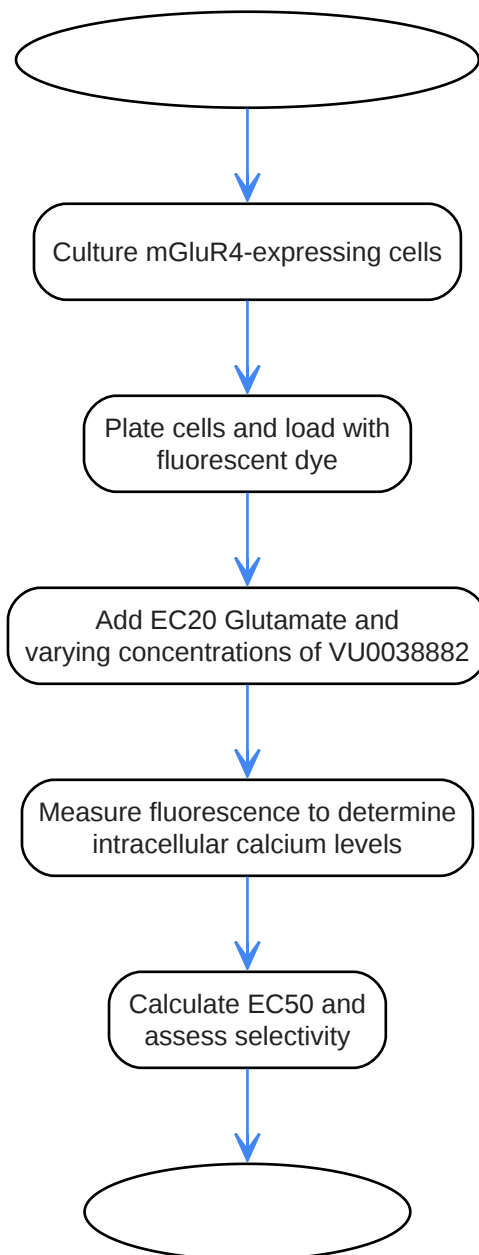 Culture mGluR4-expressing cells
Plate cells and load with
fluorescent dye
Add EC20 Glutamate and
varying concentrations of VU0038882
Measure fluorescence to determine
intracellular calcium levels
Calculate EC50 and
assess selectivity